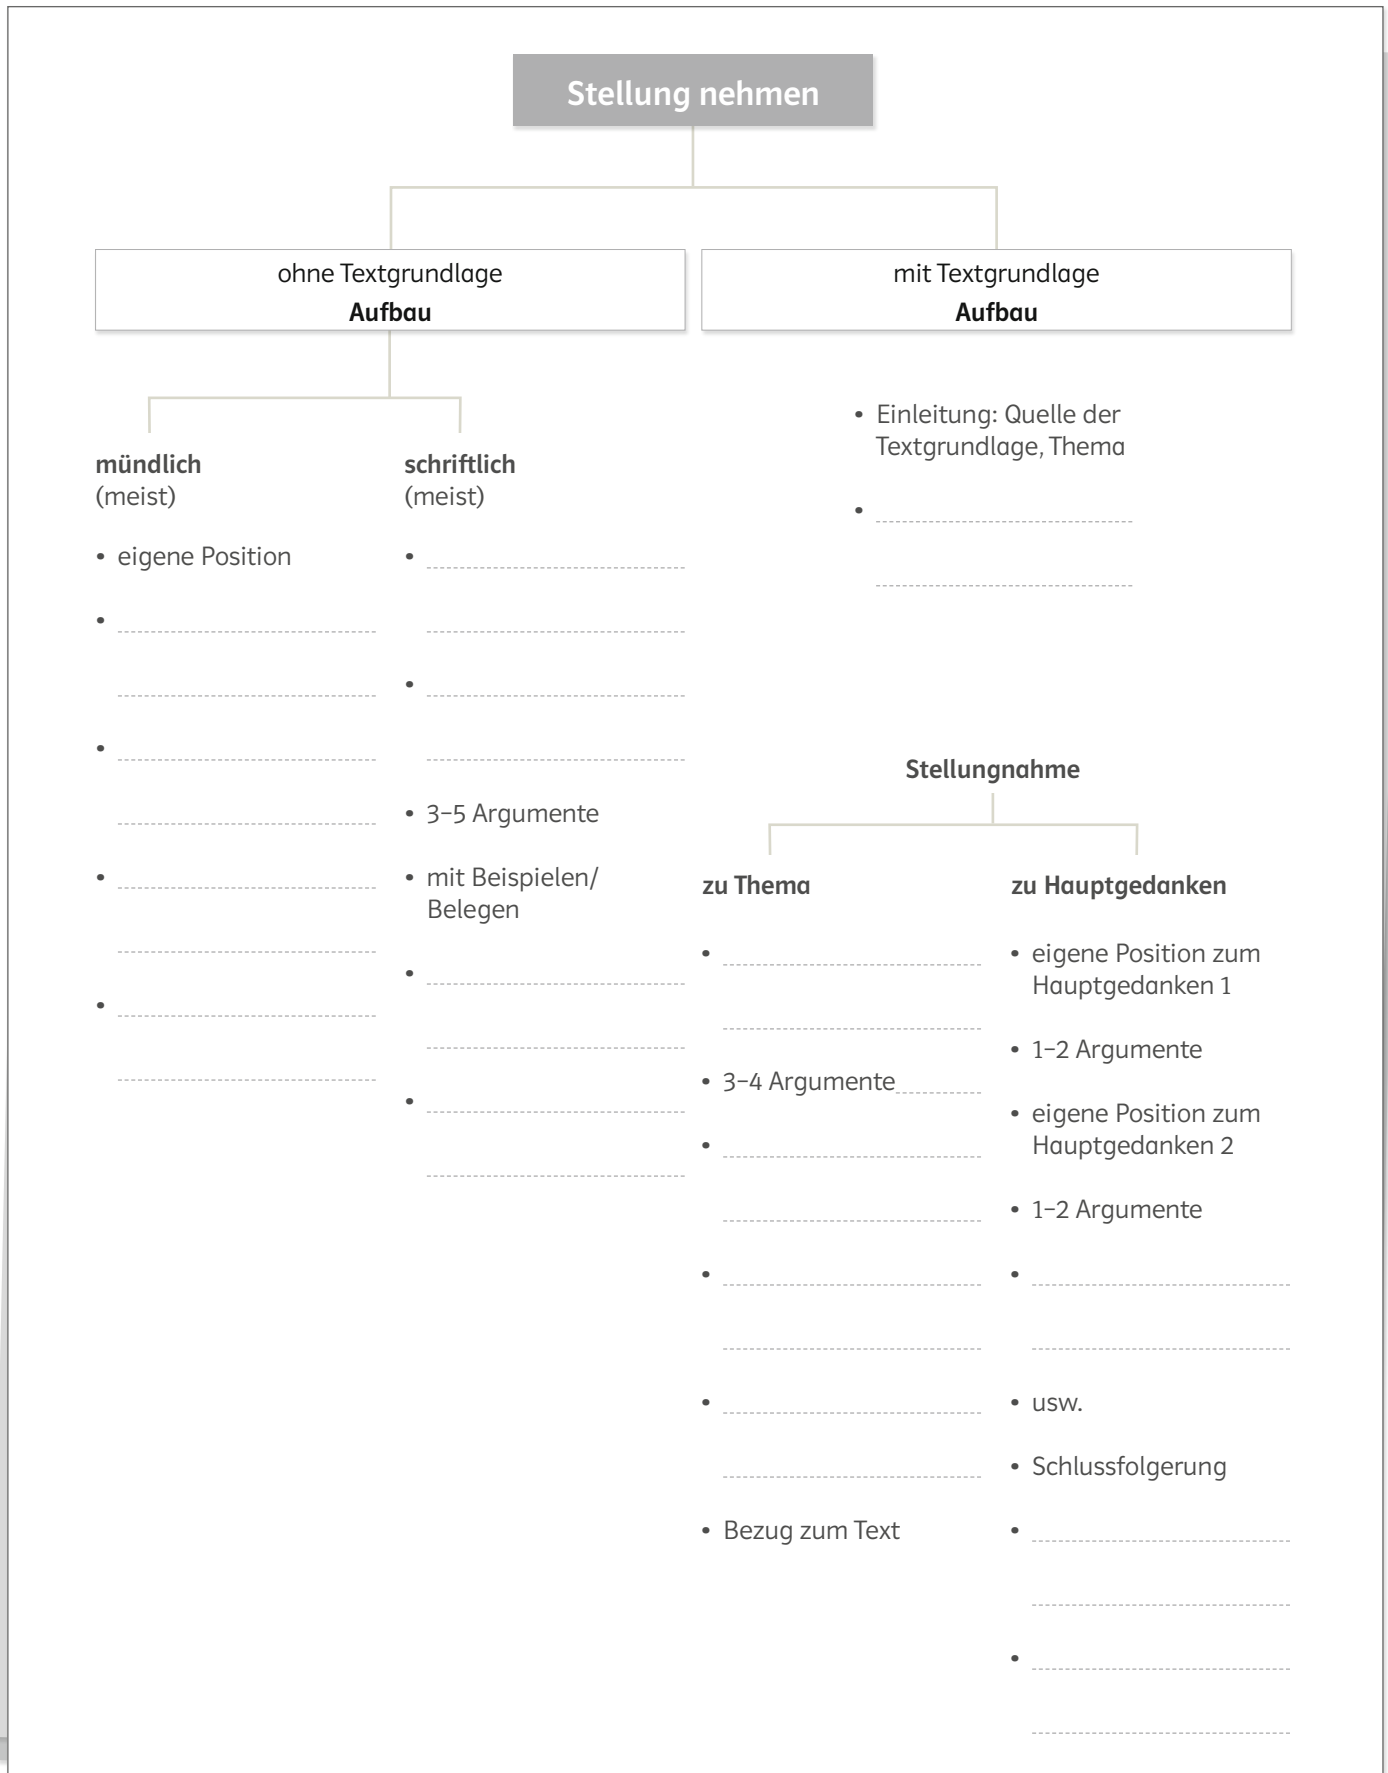 Stellung nehmen
ohne Textgrundlage
Aufbau
mündlich
(meist)
• eigene Position
•
•
•
•
schriftlich
(meist)
•
•
• 3–5 Argumente
• mit Beispielen/
Belegen
•
•
mit Textgrundlage
Aufbau
• Einleitung: Quelle der
Textgrundlage, Thema
•
Stellungnahme
zu Thema
•
• 3–4 Argumente
•
•
•
• Bezug zum Text
zu Hauptgedanken
• eigene Position zum
Hauptgedanken 1
• 1–2 Argumente
• eigene Position zum
Hauptgedanken 2
• 1–2 Argumente
•
• usw.
• Schlussfolgerung
•
•